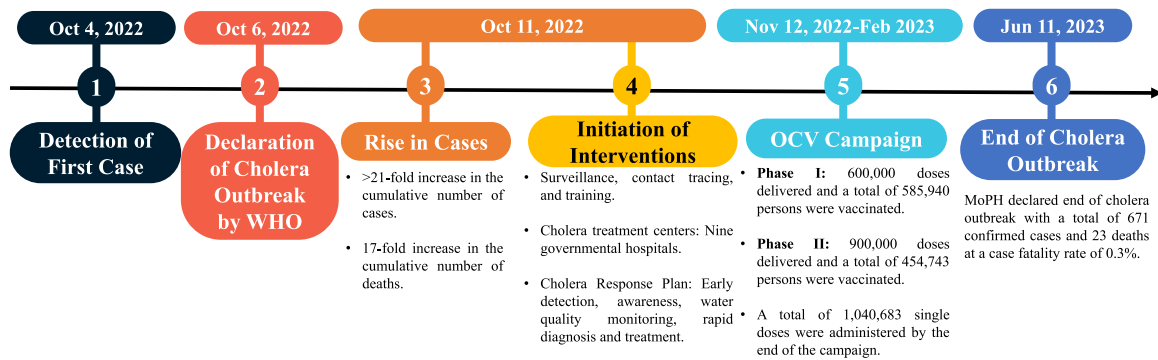 Oct 4, 2022
1
Detection of
First Case
Oct 6, 2022
2
Declaration
of Cholera
Outbreak
by WHO
Oct 11, 2022
3
Rise in Cases
• >21-fold increase in the
cumulative number of
cases.
• 17-fold increase in the
cumulative number of
deaths.
4
Initiation of
Interventions
• Surveillance, contact tracing,
and training.
• Cholera treatment centers: Nine
governmental hospitals.
• Cholera Response Plan: Early
detection, awareness, water
quality monitoring, rapid
diagnosis and treatment.
Nov 12, 2022-Feb 2023
5
OCV Campaign
• Phase I: 600,000 doses
delivered and a total of 585,940
persons were vaccinated.
• Phase II: 900,000 doses
delivered and a total of 454,743
persons were vaccinated.
• A total of 1,040,683 single
doses were administered by the
end of the campaign.
Jun 11, 2023
6
End of Cholera
Outbreak
MoPH declared end of cholera
outbreak with a total of 671
confirmed cases and 23 deaths
at a case fatality rate of 0.3%.